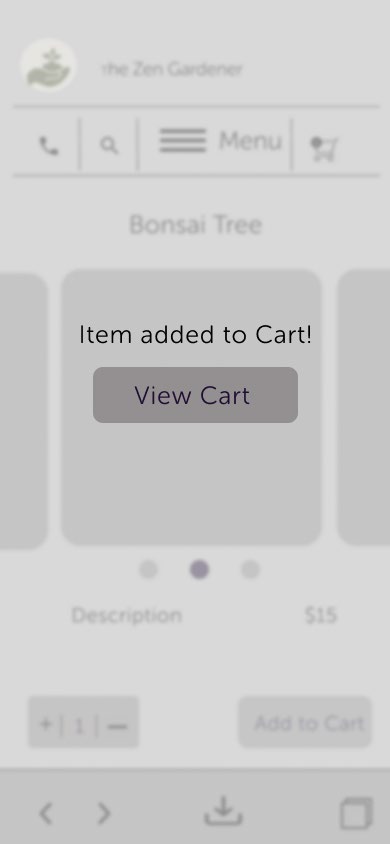 The Zen Gardener
Menu
Bonsai Tree
Item added to Cart!
View Cart
Description
$15
+ | 1 | —
Add to Cart